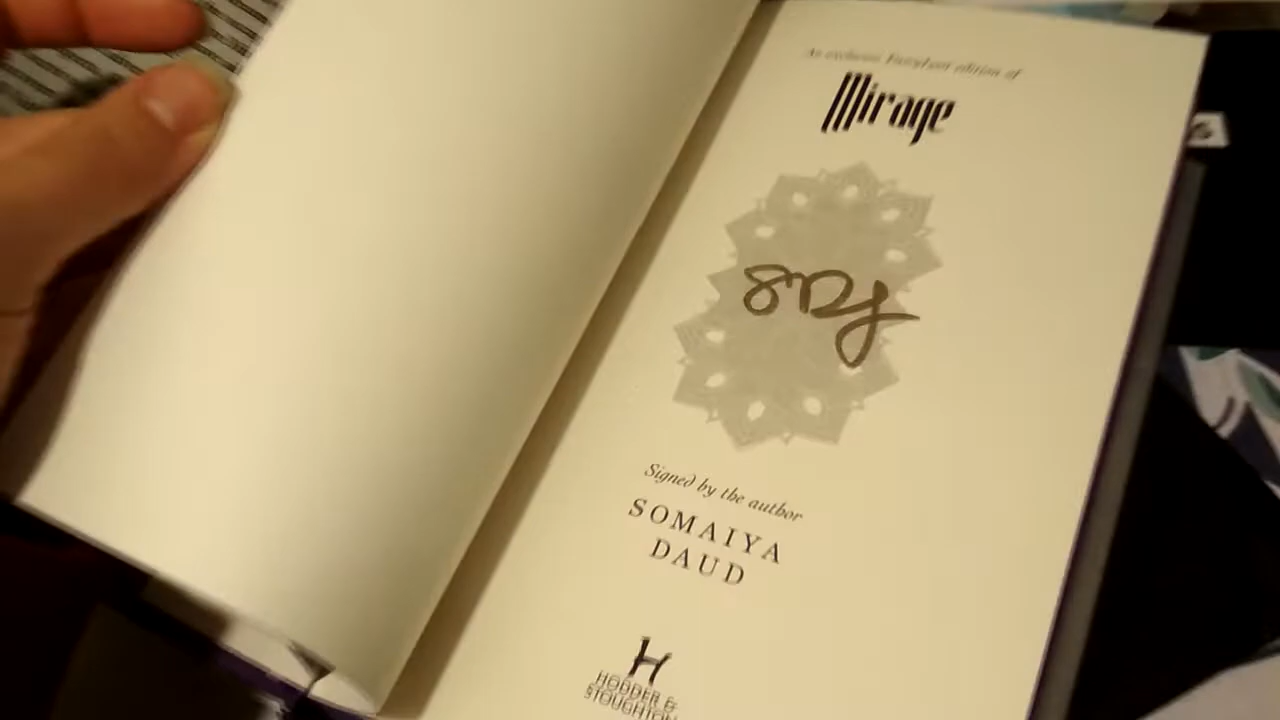 An exclusive FairyLoot edition of
Mirage
Signed by the author
SOMAIYA
DAUD
H
HODDER &
STOUGHTON